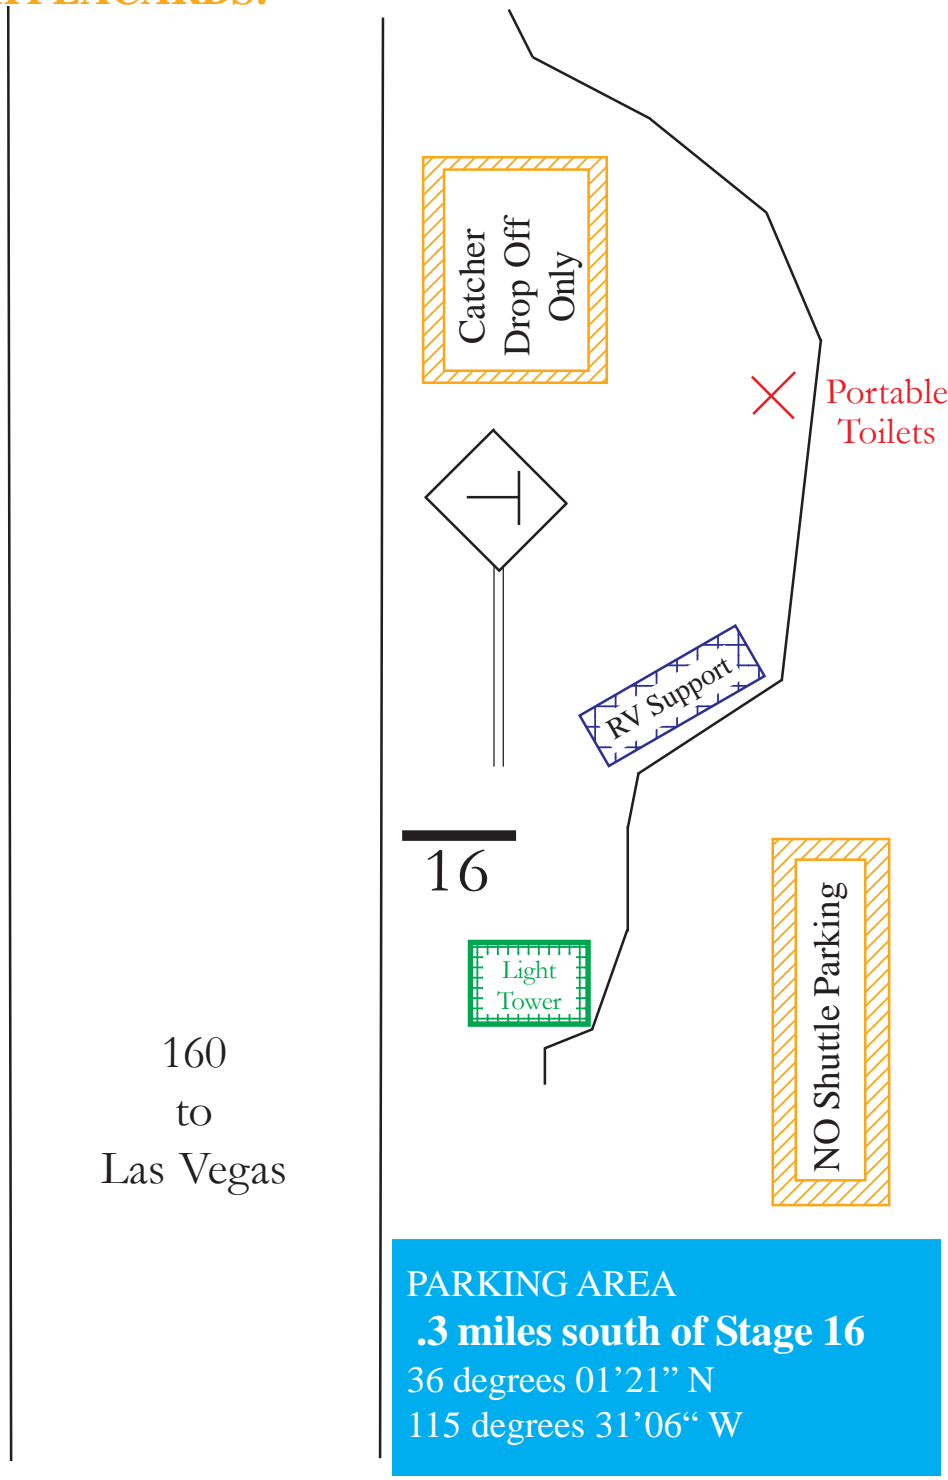 PLACARDS!
Catcher
Drop Off
Only
Portable
Toilets
T
RV Support
16
Light
Tower
NO Shuttle Parking
160
to
Las Vegas
PARKING AREA
.3 miles south of Stage 16
36 degrees 01’21” N
115 degrees 31’06“ W